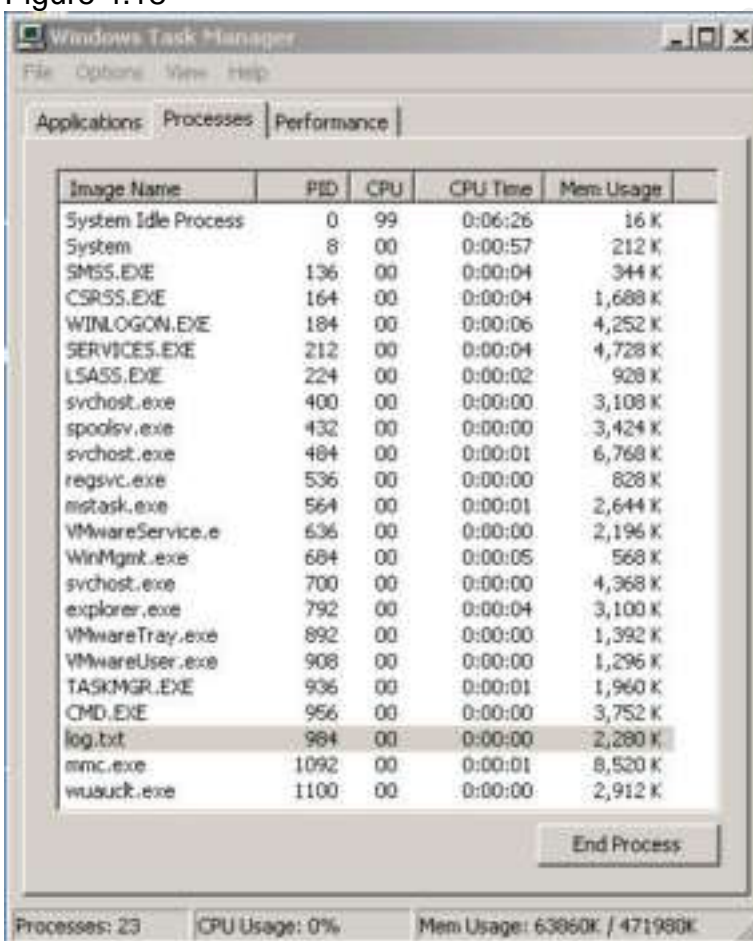 Windows Task Manager
File Options View Help
Applications Processes Performance
Image Name PID CPU CPU Time Mem Usage
System Idle Process 0 99 0:06:26 16 K
System 8 00 0:00:57 212 K
SMSS.EXE 136 00 0:00:04 344 K
CSRSS.EXE 164 00 0:00:04 1,688 K
WINLOGON.EXE 184 00 0:00:06 4,252 K
SERVICES.EXE 212 00 0:00:04 4,728 K
LSASS.EXE 224 00 0:00:02 928 K
svchost.exe 400 00 0:00:00 3,108 K
spoolsv.exe 432 00 0:00:00 3,424 K
svchost.exe 484 00 0:00:01 6,768 K
regsvc.exe 536 00 0:00:00 828 K
mstask.exe 564 00 0:00:01 2,644 K
VMwareService.e 636 00 0:00:00 2,196 K
WinMgmt.exe 684 00 0:00:05 568 K
svchost.exe 700 00 0:00:00 4,368 K
explorer.exe 792 00 0:00:04 3,100 K
VMwareTray.exe 892 00 0:00:00 1,392 K
VMwareUser.exe 908 00 0:00:00 1,296 K
TASKMGR.EXE 936 00 0:00:01 1,960 K
CMD.EXE 956 00 0:00:00 3,752 K
log.txt 984 00 0:00:00 2,280 K
mmc.exe 1092 00 0:00:01 8,520 K
wuauclt.exe 1100 00 0:00:00 2,912 K
End Process
Processes: 23 CPU Usage: 0% Mem Usage: 63860K / 471980K